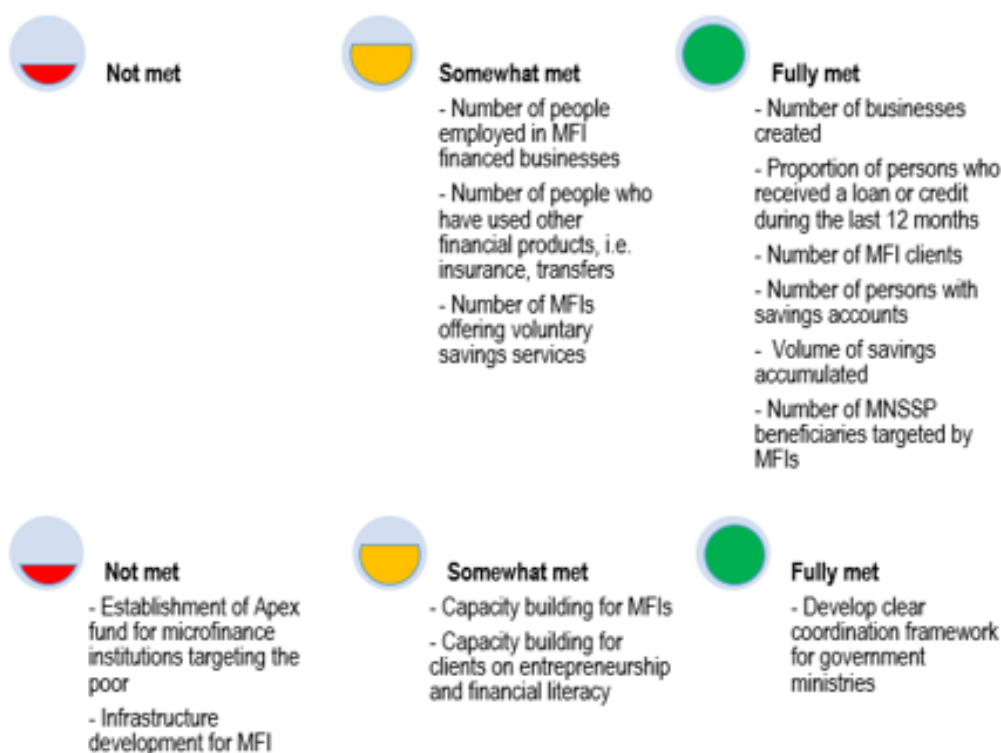 Not met
Somewhat met
- Number of people
employed in MFI
financed businesses
- Number of people who
have used other
financial products, i.e.
insurance, transfers
- Number of MFIs
offering voluntary
savings services
Fully met
- Number of businesses
created
- Proportion of persons who
received a loan or credit
during the last 12 months
- Number of MFI clients
- Number of persons with
savings accounts
- Volume of savings
accumulated
- Number of MNSSP
beneficiaries targeted by
MFIs
Not met
- Establishment of Apex
fund for microfinance
institutions targeting the
poor
- Infrastructure
development for MFI
Somewhat met
- Capacity building for MFIs
- Capacity building for
clients on entrepreneurship
and financial literacy
Fully met
- Develop clear
coordination framework
for government
ministries